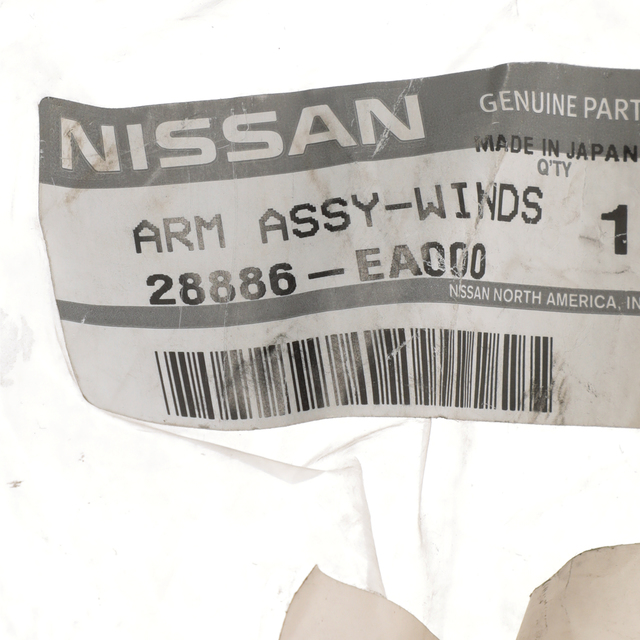 NISSAN
GENUINE PART
MADE IN JAPAN
Q'TY
ARM ASSY-WINDS
1
28886-EA000
NISSAN NORTH AMERICA, IN